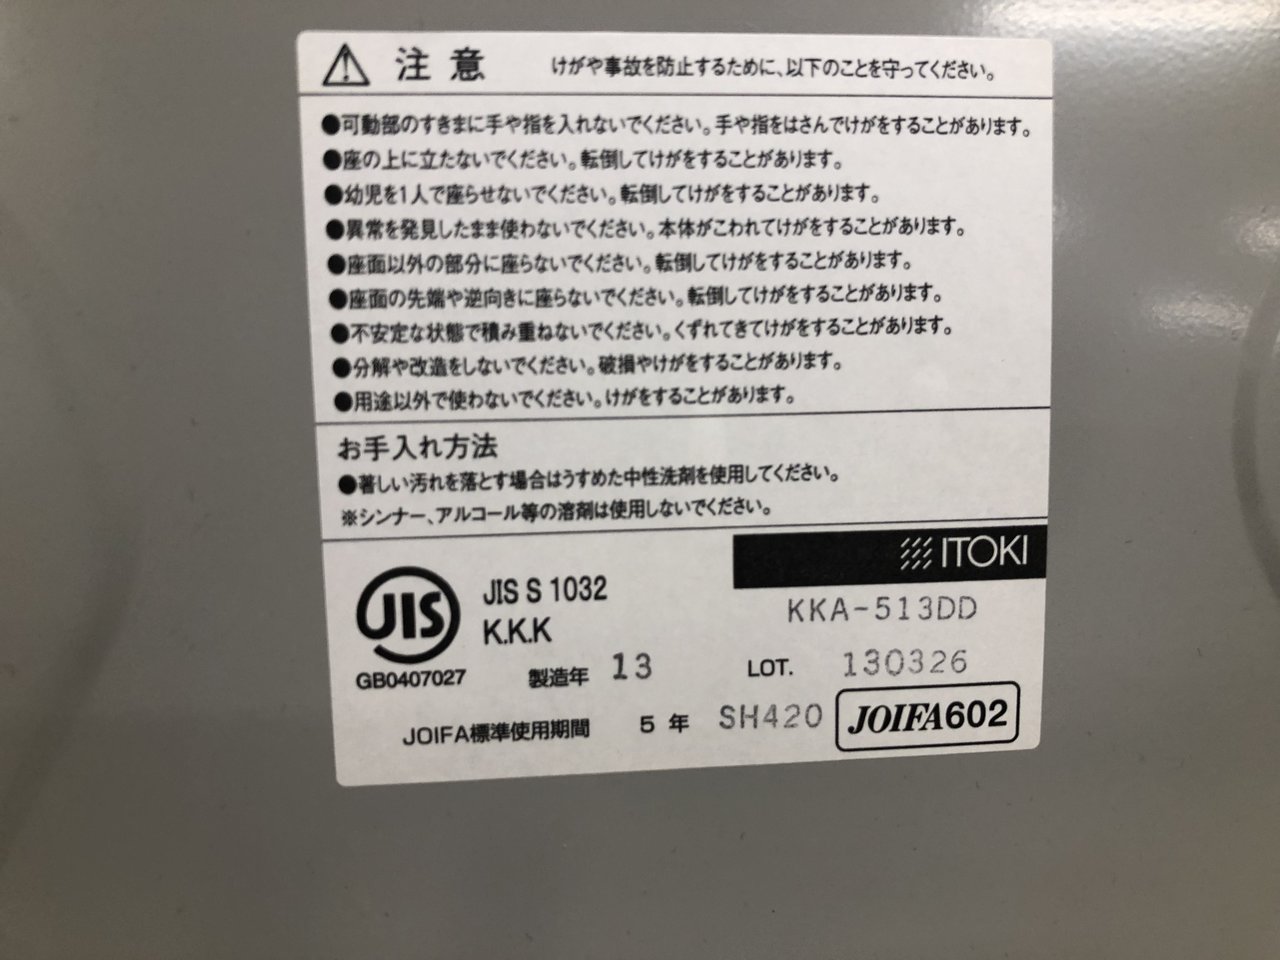 注意 けがや事故を防止するために、以下のことを守ってください。
●可動部のすきまに手や指を入れないでください。手や指をはさんでけがをすることがあります。
●座の上に立たないでください。転倒してけがをすることがあります。
●幼児を1人で座らせないでください。転倒してけがをすることがあります。
●異常を発見したまま使わないでください。本体がこわれてけがをすることがあります。
●座面以外の部分に座らないでください。転倒してけがをすることがあります。
●座面の先端や逆向きに座らないでください。転倒してけがをすることがあります。
●不安定な状態で積み重ねないでください。くずれてきてけがをすることがあります。
●分解や改造をしないでください。破損やけがをすることがあります。
●用途以外で使わないでください。けがをすることがあります。
お手入れ方法
●著しい汚れを落とす場合はうすめた中性洗剤を使用してください。
※シンナー、アルコール等の溶剤は使用しないでください。
ITOKI
JIS JIS S 1032
KKA-513DD
K.K.K
GB0407027 製造年 13 LOT. 130326
JOIFA標準使用期間 5年 SH420 JOIFA602